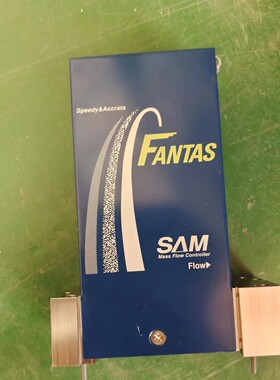 Speedy&Accrate
FANTAS
SAM
Mass Flow Controller
Flow▷